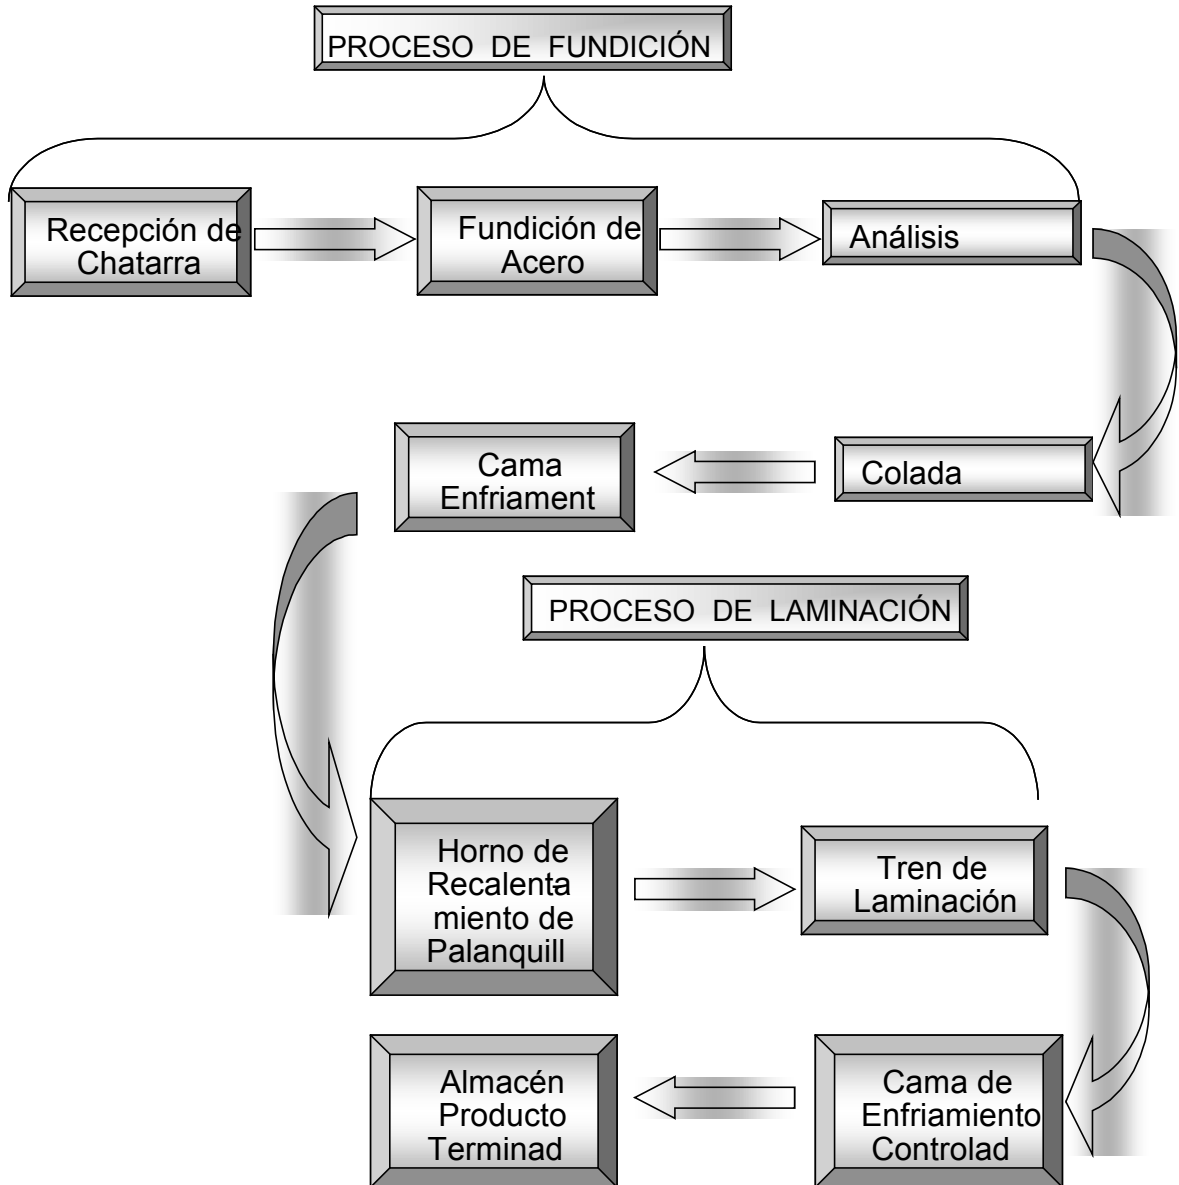 PROCESO DE FUNDICIÓN
Recepción de
Chatarra
Fundición de
Acero
Análisis
Colada
Cama
Enfriament
PROCESO DE LAMINACIÓN
Horno de
Recalenta-
miento de
Palanquill
Tren de
Laminación
Cama de
Enfriamiento
Controlad
Almacén
Producto
Terminad